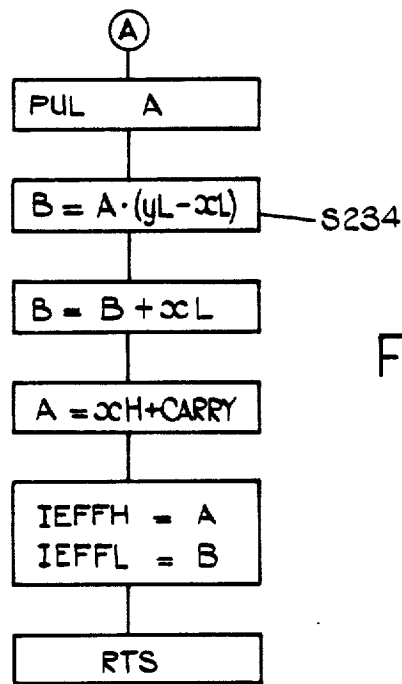 A
PUL A
B = A·(yL-xL)
S234
B = B + xL
F
A = xH+CARRY
IEFFH = A
IEFFL = B
RTS